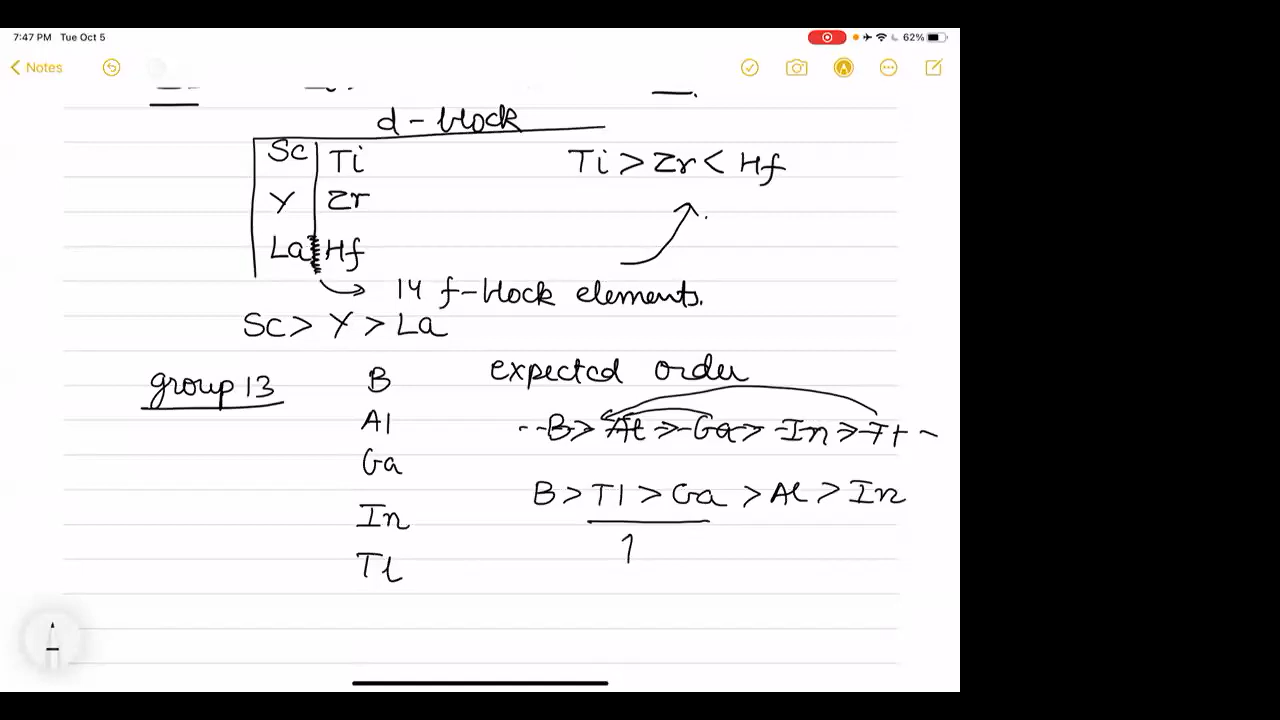 7:47 PM Tue Oct 5 62%
Notes
d-block
Sc Ti Ti > Zr < Hf
Y Zr
La Hf
14 f-block elements.
Sc > Y > La
group 13 B expected order
Al B > Al > Ga > In > Tl
Ga
B > Tl > Ga > Al > In
In
Tl